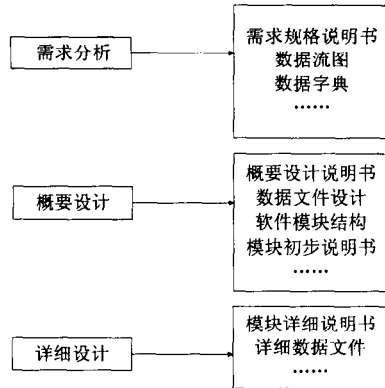 需求分析
需求规格说明书
数据流图
数据字典
……
概要设计
概要设计说明书
数据文件设计
软件模块结构
模块初步说明书
……
详细设计
模块详细说明书
详细数据文件
……